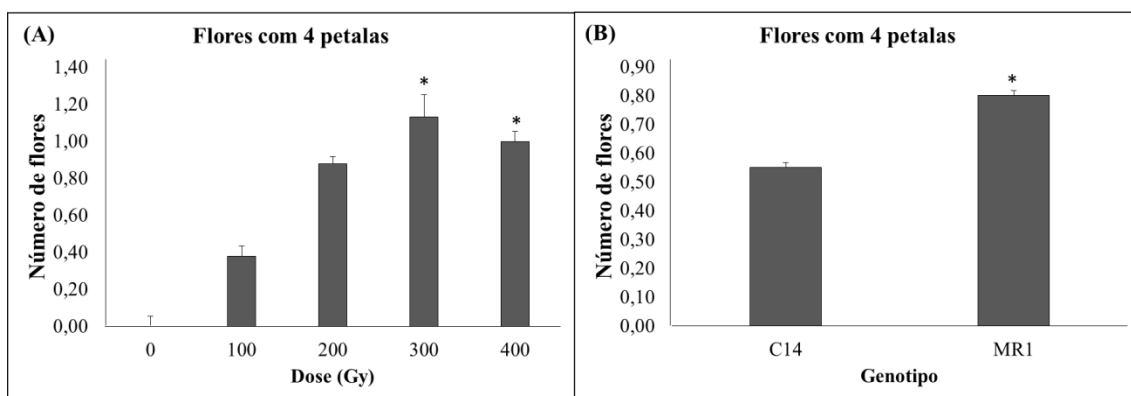 (A)
Flores com 4 petalas
Número de flores
1,40
1,20
1,00
0,80
0,60
0,40
0,20
0,00
*
*
0 100 200 300 400
Dose (Gy)
(B)
Flores com 4 petalas
Número de flores
0,90
0,80
0,70
0,60
0,50
0,40
0,30
0,20
0,10
0,00
*
C14 MR1
Genotipo